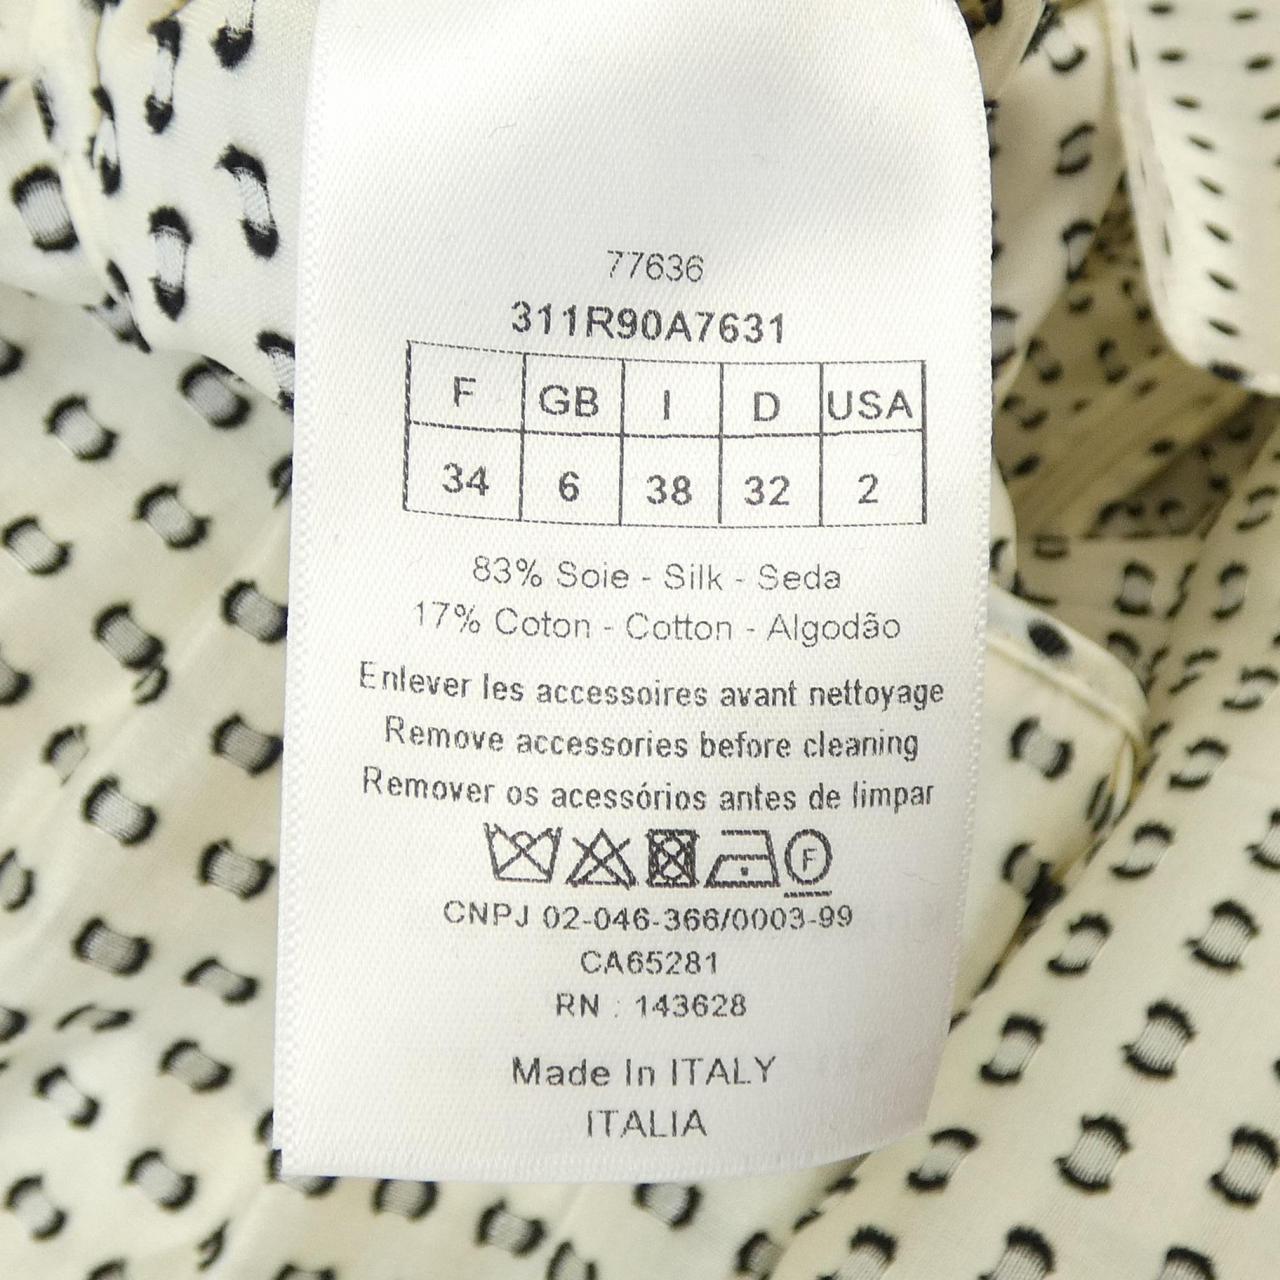 77636
311R90A7631
F GB I D USA
34 6 38 32 2
83% Soie - Silk - Seda
17% Coton - Cotton - Algodão
Enlever les accessoires avant nettoyage
Remove accessories before cleaning
Remover os acessórios antes de limpar
F
CNPJ 02-046-366/0003-99
CA65281
RN : 143628
Made In ITALY
ITALIA